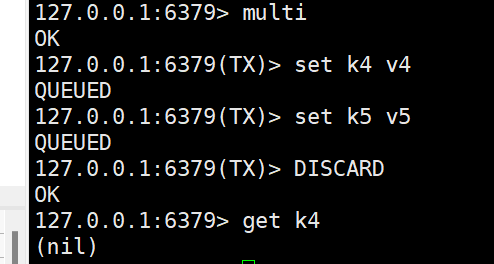 127.0.0.1:6379> multi
OK
127.0.0.1:6379(TX)> set k4 v4
QUEUED
127.0.0.1:6379(TX)> set k5 v5
QUEUED
127.0.0.1:6379(TX)> DISCARD
OK
127.0.0.1:6379> get k4
(nil)